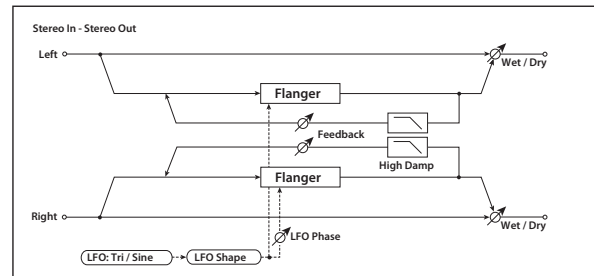 Stereo In - Stereo Out
Left
Wet / Dry
Flanger
Feedback
High Damp
Flanger
Right
Wet / Dry
LFO Phase
LFO: Tri / Sine
LFO Shape